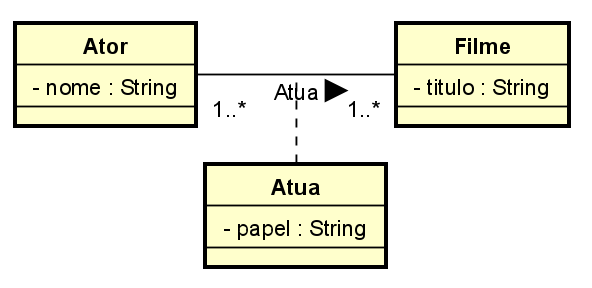 Ator
- nome : String
Filme
- titulo : String
Atua
1..*
1..*
Atua
- papel : String